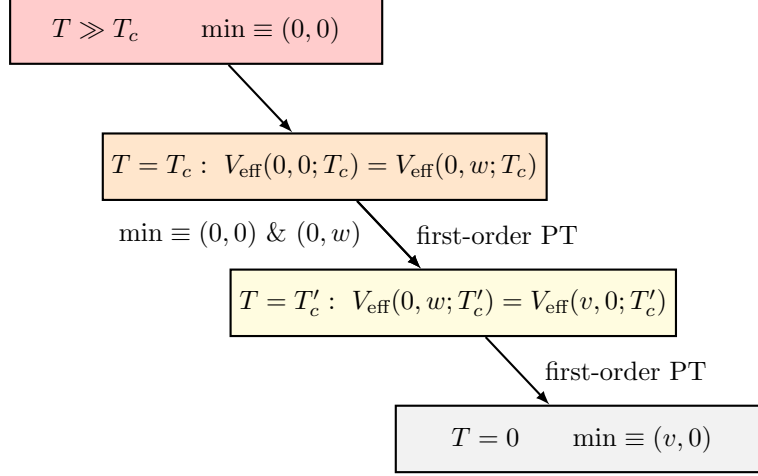 T ≫ T_c min ≡ (0, 0)
T = T_c : V_eff(0, 0; T_c) = V_eff(0, w; T_c)
min ≡ (0, 0) & (0, w)
first-order PT
T = T′_c : V_eff(0, w; T′_c) = V_eff(v, 0; T′_c)
first-order PT
T = 0 min ≡ (v, 0)